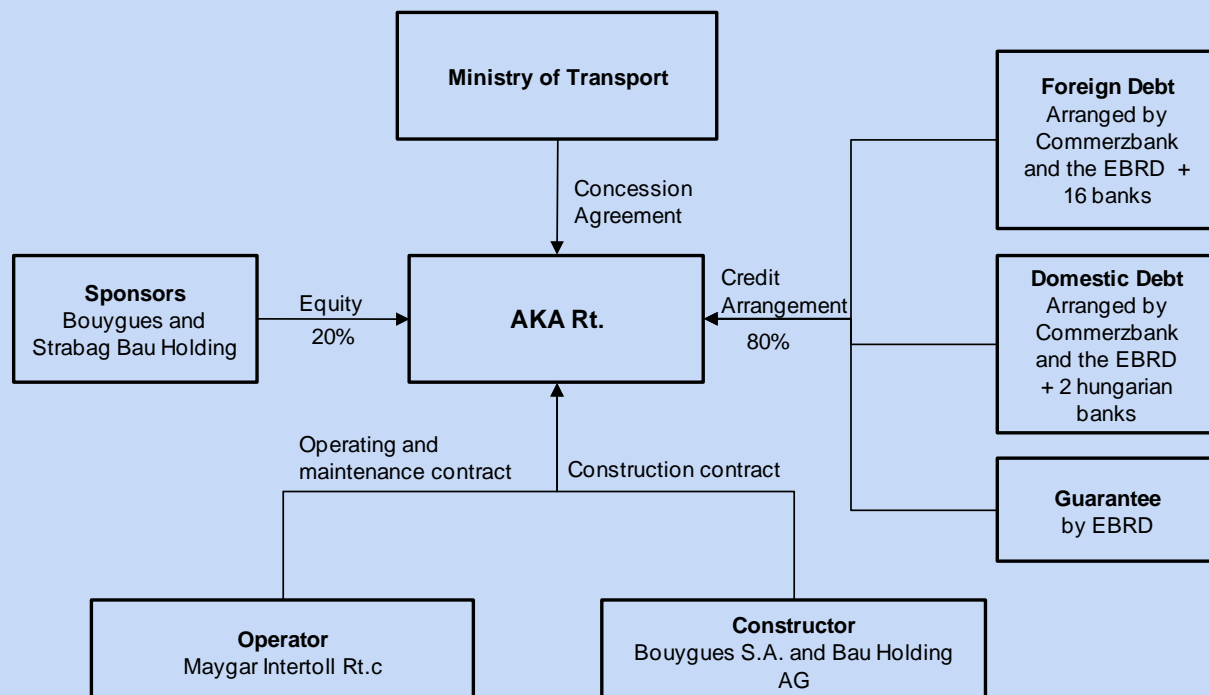 Ministry of Transport
Foreign Debt
Arranged by
Commerzbank
and the EBRD +
16 banks
Concession
Agreement
Sponsors
Bouygues and
Strabag Bau Holding
Equity
20%
AKA Rt.
Credit
Arrangement
80%
Domestic Debt
Arranged by
Commerzbank
and the EBRD
+ 2 hungarian
banks
Operating and
maintenance contract
Construction contract
Guarantee
by EBRD
Operator
Maygar Intertoll Rt.c
Constructor
Bouygues S.A. and Bau Holding
AG